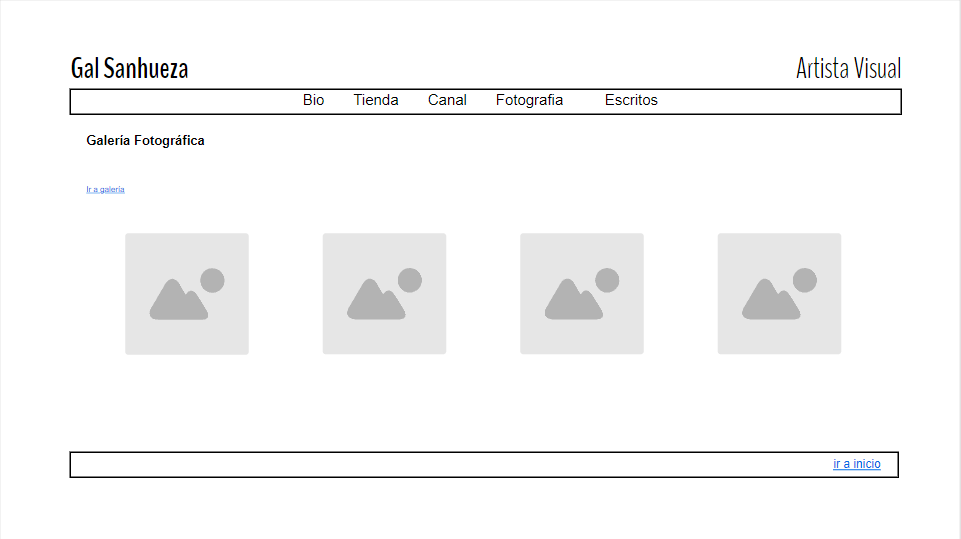 Gal Sanhueza
Artista Visual
Bio Tienda Canal Fotografia Escritos
Galería Fotográfica
Ir a galería
ir a inicio